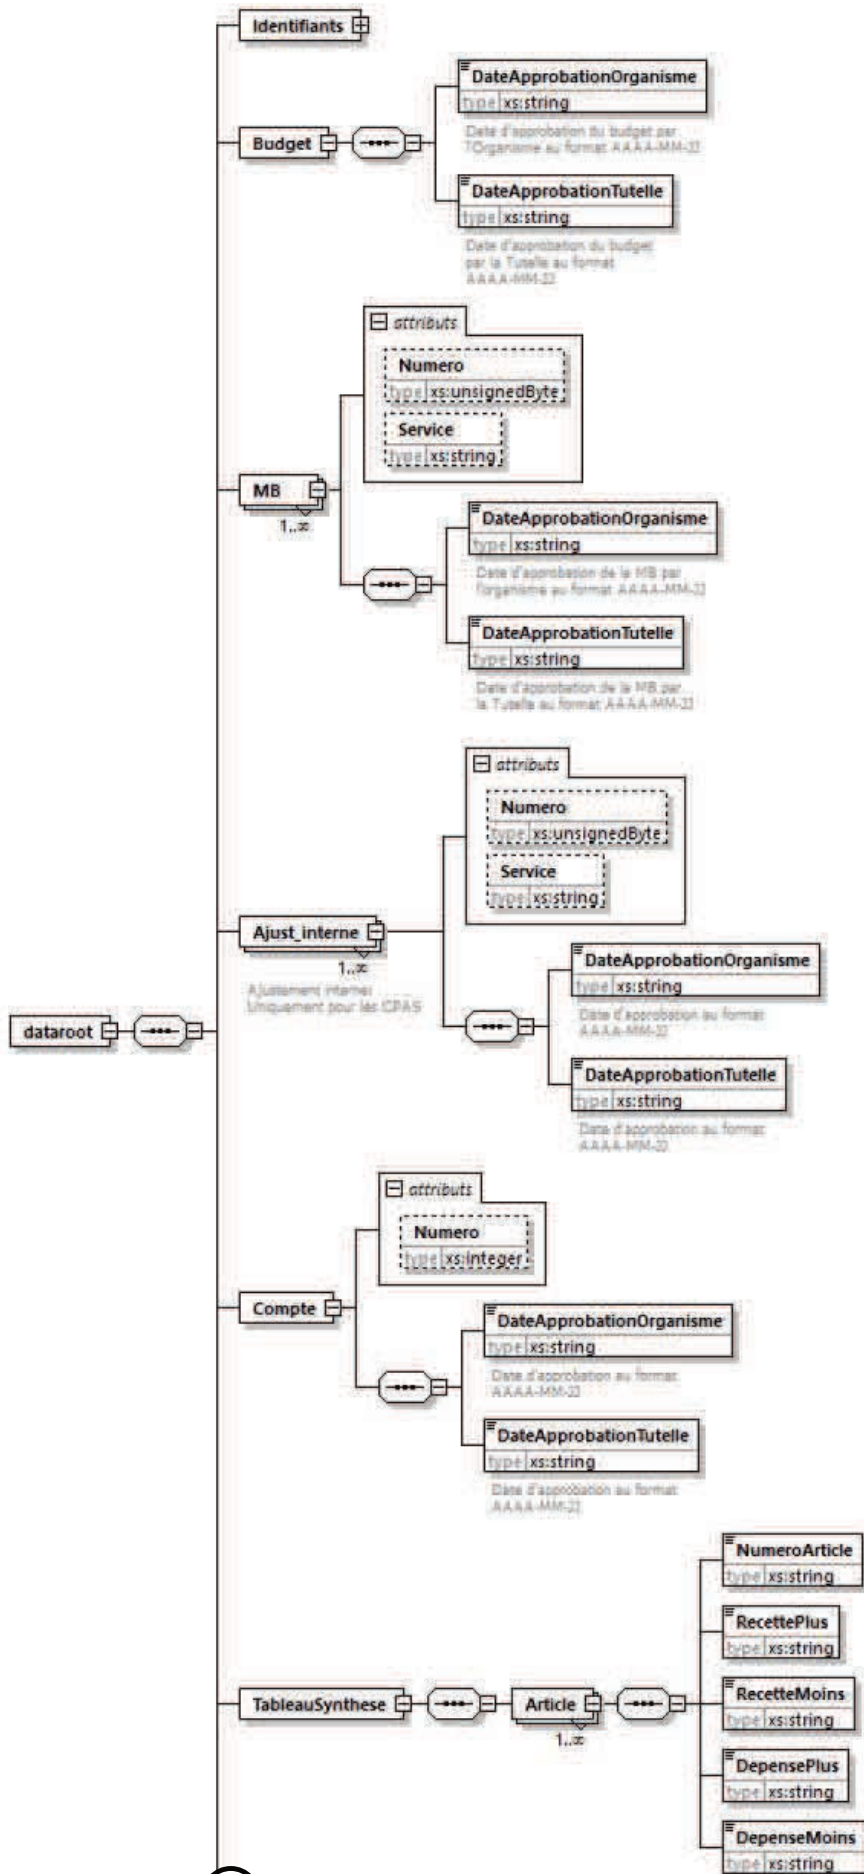 Identifiants
DateApprobationOrganisme
type xs:string
Date d'approbation du budget par
l'Organisme au format AAAA-MM-JJ
Budget
DateApprobationTutelle
type xs:string
Date d'approbation du budget
par la Tutelle au format
AAAA-MM-JJ
attributs
Numero
type xs:unsignedByte
Service
type xs:string
MB
1..∞
DateApprobationOrganisme
type xs:string
Date d'approbation de la MB par
l'organisme au format AAAA-MM-JJ
DateApprobationTutelle
type xs:string
Date d'approbation de la MB par
la Tutelle au format AAAA-MM-JJ
attributs
Numero
type xs:unsignedByte
Service
type xs:string
Ajust_interne
1..∞
Ajustement interne
Uniquement pour les CPAS
DateApprobationOrganisme
type xs:string
Date d'approbation au format
AAAA-MM-JJ
dataroot
DateApprobationTutelle
type xs:string
Date d'approbation au format
AAAA-MM-JJ
attributs
Numero
type xs:integer
Compte
DateApprobationOrganisme
type xs:string
Date d'approbation au format
AAAA-MM-JJ
DateApprobationTutelle
type xs:string
Date d'approbation au format
AAAA-MM-JJ
NumeroArticle
type xs:string
RecettePlus
type xs:string
TableauSynthese
Article
1..∞
RecetteMoins
type xs:string
DepensePlus
type xs:string
DepenseMoins
type xs:string